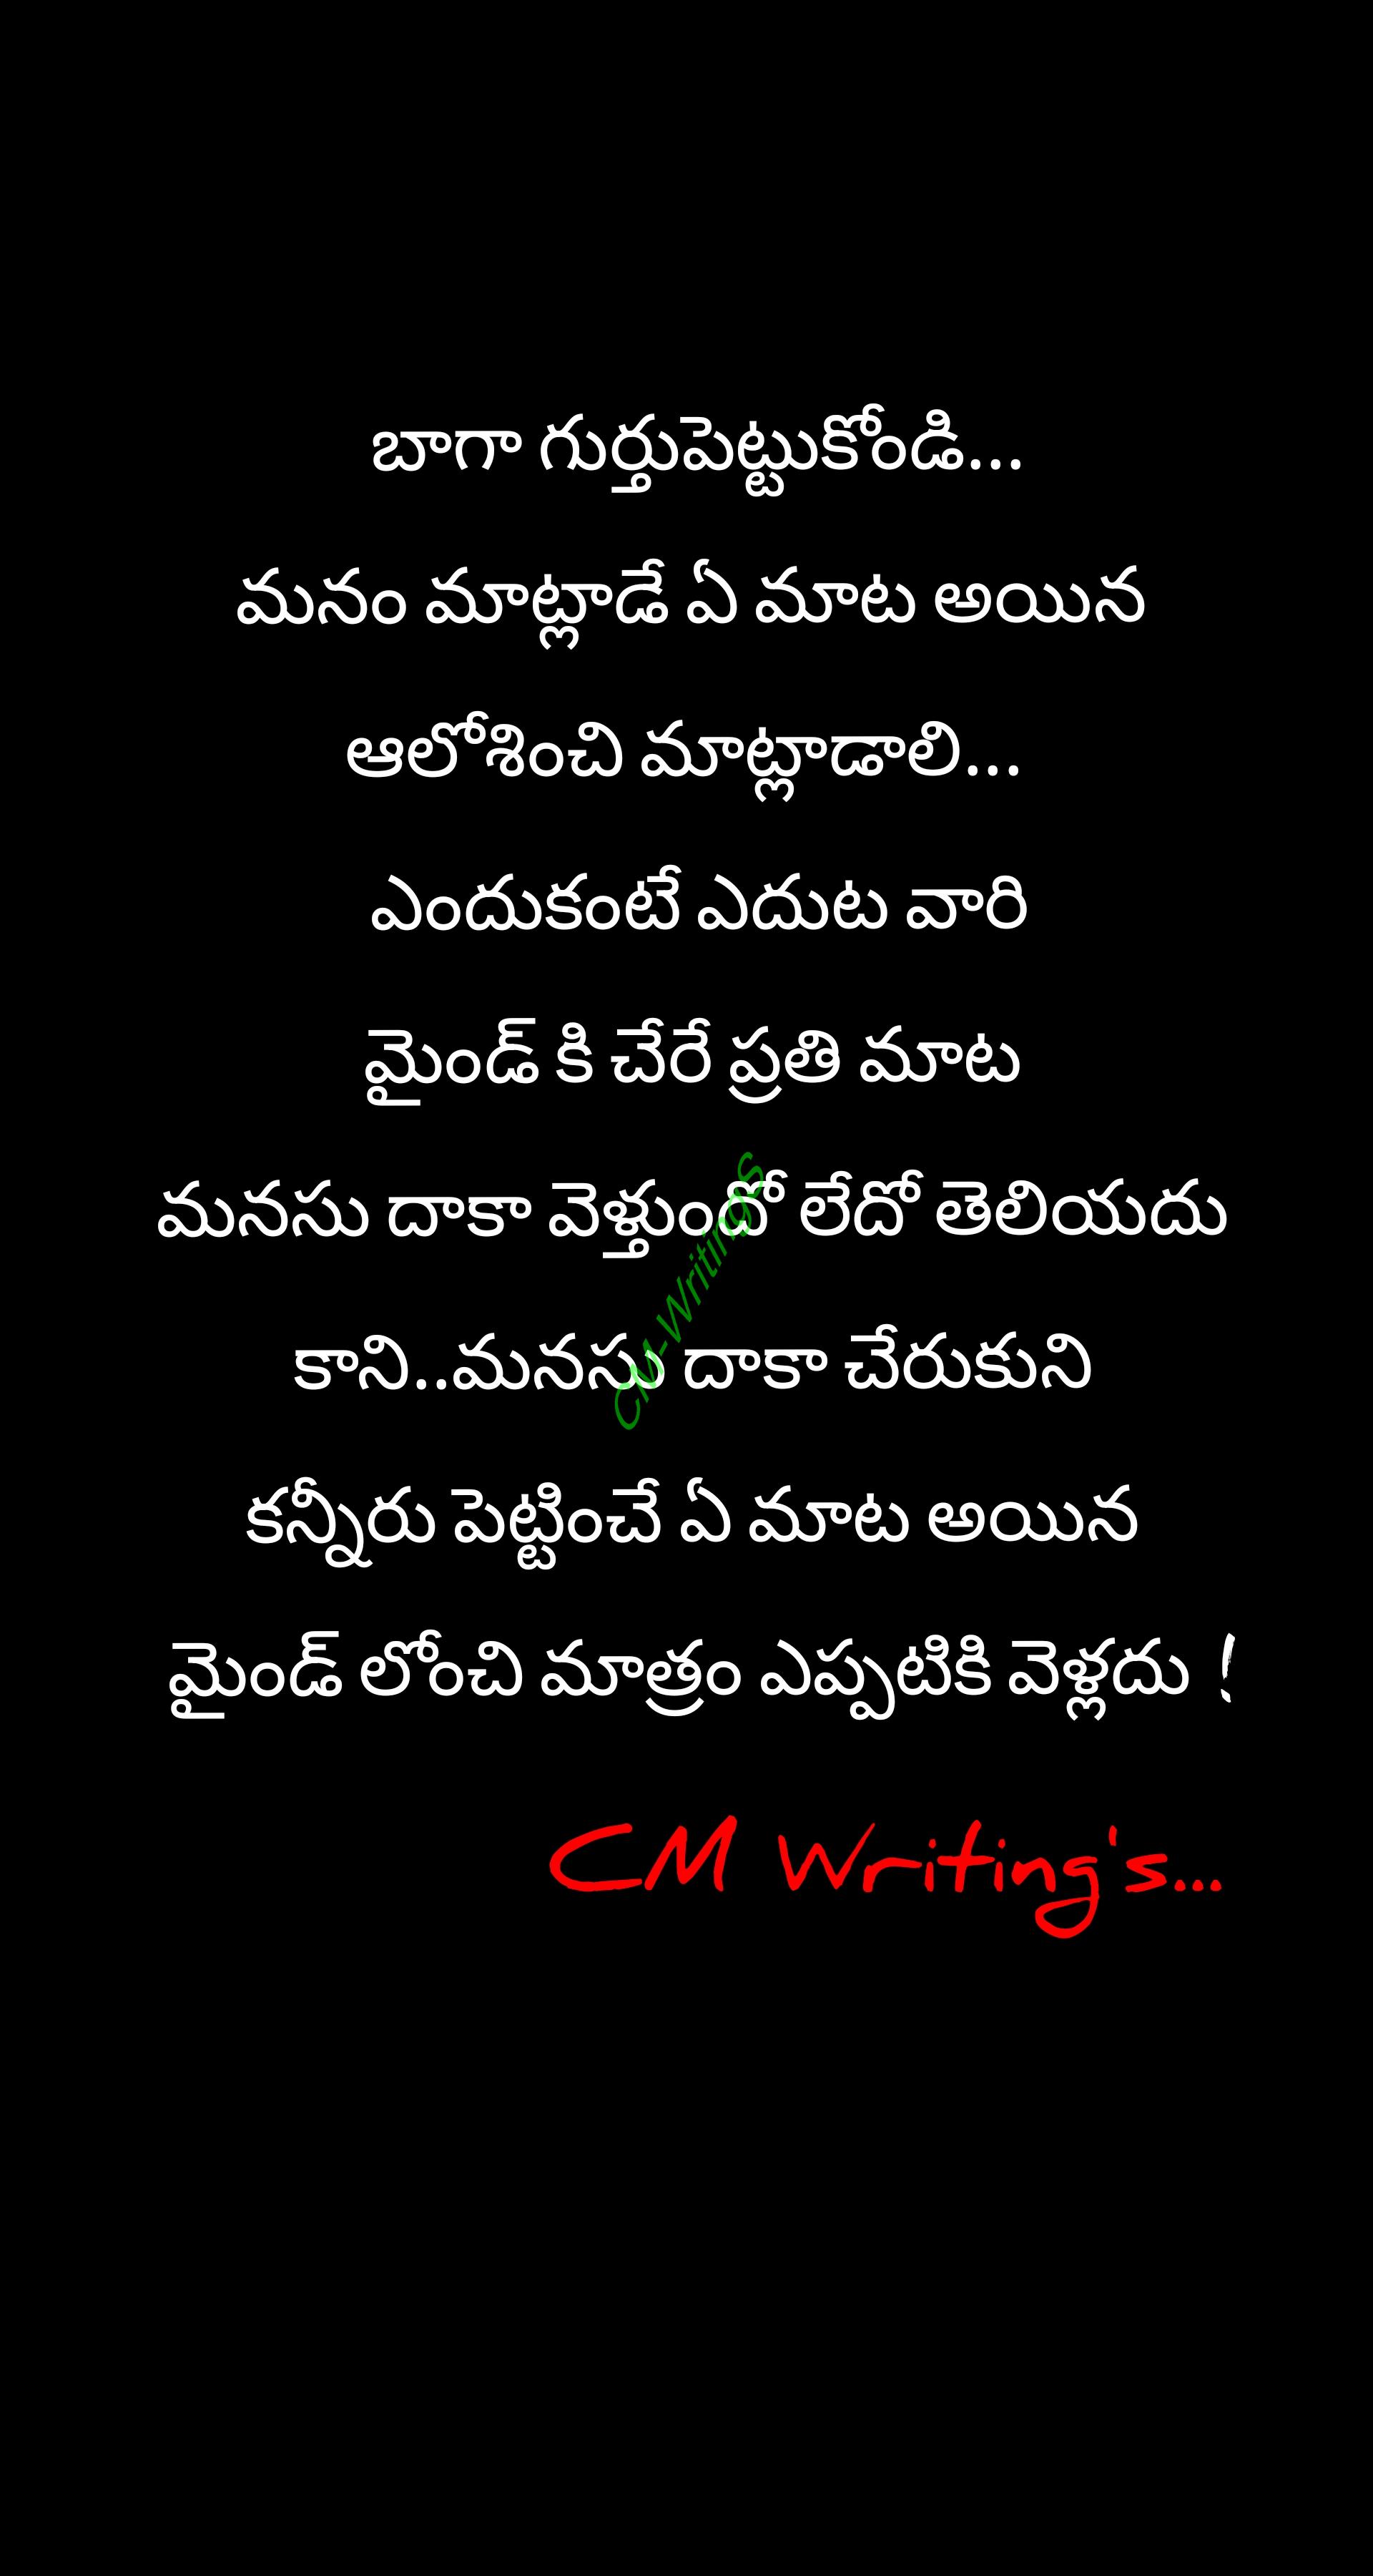 బాగా గుర్తుపెట్టుకోండి...
మనం మాట్లాడే ఏ మాట అయిన
ఆలోశించి మాట్లాడాలి...
ఎందుకంటే ఎదుట వారి
మైండ్ కి చేరే ప్రతి మాట
మనసు దాకా వెళ్తుందో లేదో తెలియదు
కాని..మనసు దాకా చేరుకుని
కన్నీరు పెట్టించే ఏ మాట అయిన
మైండ్ లోంచి మాత్రం ఎప్పటికి వెళ్లదు !
CM-Writings
CM Writing's...